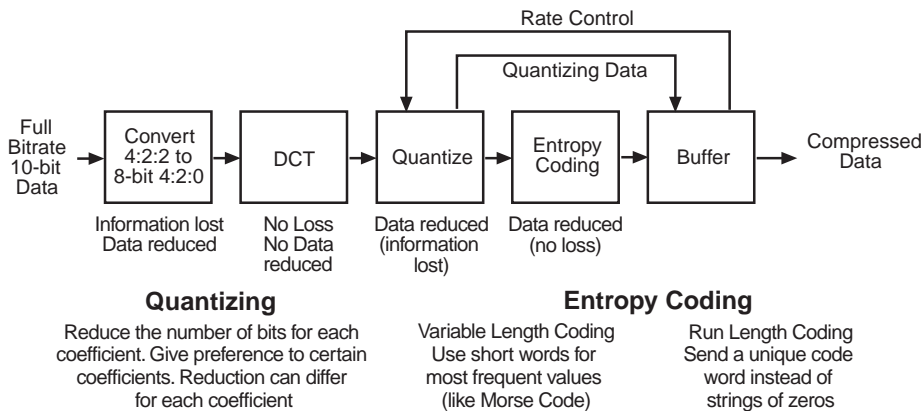 Rate Control
Quantizing Data
Full
Bitrate
10-bit
Data
Convert
4:2:2 to
8-bit 4:2:0
DCT
Quantize
Entropy
Coding
Buffer
Compressed
Data
Information lost
Data reduced
No Loss
No Data
reduced
Data reduced
(information
lost)
Data reduced
(no loss)
Quantizing
Reduce the number of bits for each
coefficient. Give preference to certain
coefficients. Reduction can differ
for each coefficient
Entropy Coding
Variable Length Coding
Use short words for
most frequent values
(like Morse Code)
Run Length Coding
Send a unique code
word instead of
strings of zeros